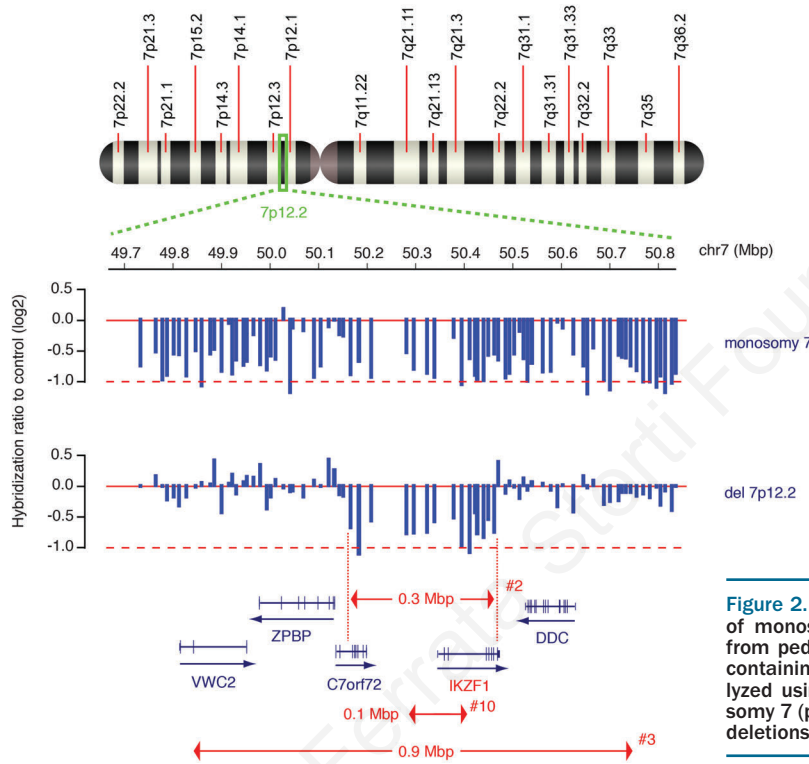 7p22.2 7p21.3 7p21.1 7p15.2 7p14.3 7p14.1 7p12.3 7p12.1 7q11.22 7q21.11 7q21.13 7q21.3 7q22.2 7q31.1 7q31.31 7q31.33 7q32.2 7q33 7q35 7q36.2
7p12.2
49.7 49.8 49.9 50.0 50.1 50.2 50.3 50.4 50.5 50.6 50.7 50.8 chr7 (Mbp)
Hybridization ratio to control (log2)
0.5
0.0
-0.5
-1.0
monosomy 7
0.5
0.0
-0.5
-1.0
del 7p12.2
0.3 Mbp #2
ZPBP DDC
VWC2 C7orf72 IKZF1
0.1 Mbp #10
0.9 Mbp #3
Figure 2.
of monos
from ped
containin
lyzed usin
somy 7 (p
deletions
Ferrata Storti Foun